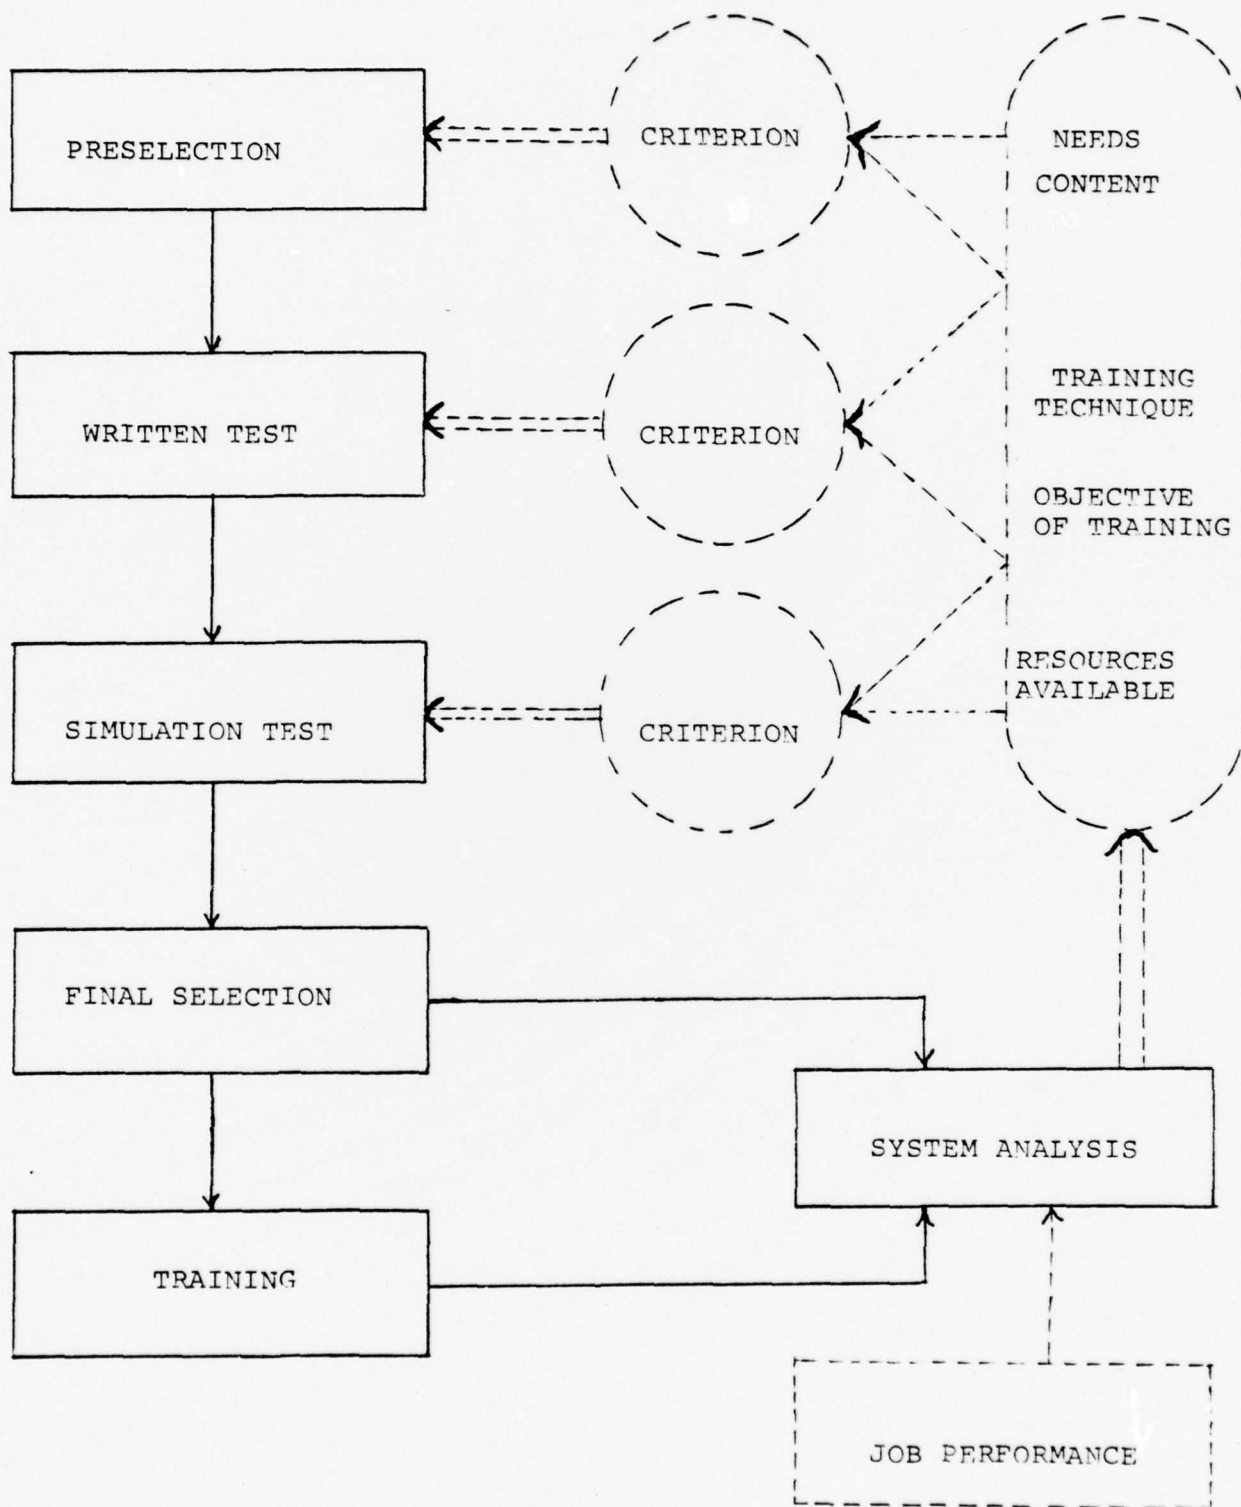 PRESELECTION
CRITERION
NEEDS
CONTENT
WRITTEN TEST
CRITERION
TRAINING
TECHNIQUE
OBJECTIVE
OF TRAINING
SIMULATION TEST
CRITERION
RESOURCES
AVAILABLE
FINAL SELECTION
SYSTEM ANALYSIS
TRAINING
JOB PERFORMANCE